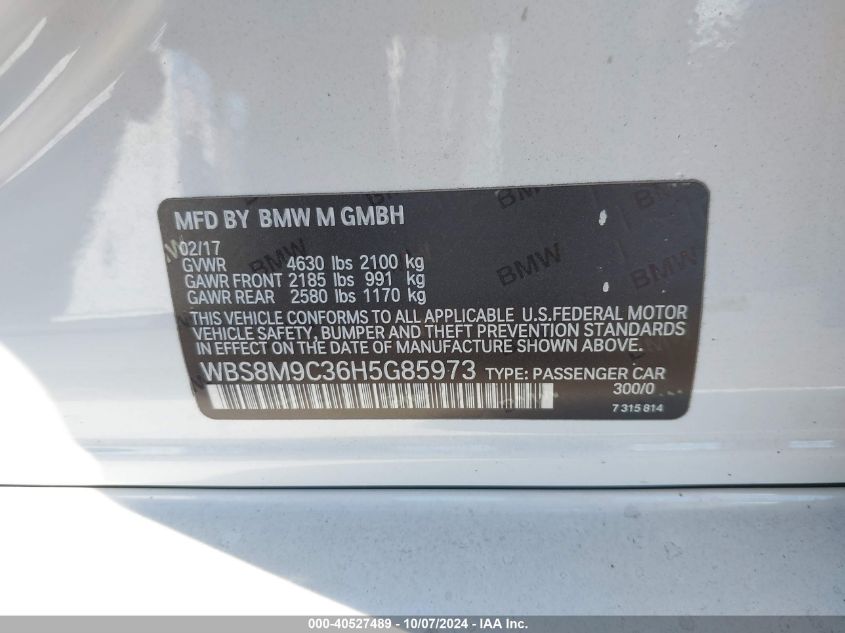 MFD BY BMW M GMBH
02/17
GVWR 4630 lbs 2100 kg
GAWR FRONT 2185 lbs 991 kg
GAWR REAR 2580 lbs 1170 kg
THIS VEHICLE CONFORMS TO ALL APPLICABLE U.S.FEDERAL MOTOR
VEHICLE SAFETY, BUMPER AND THEFT PREVENTION STANDARDS
IN EFFECT ON THE DATE OF MANUFACTURE SHOWN ABOVE.
WBS8M9C36H5G85973 TYPE: PASSENGER CAR
300/0
7 315 814
BMW
BMW
000-40527489 - 10/07/2024 - IAA Inc.